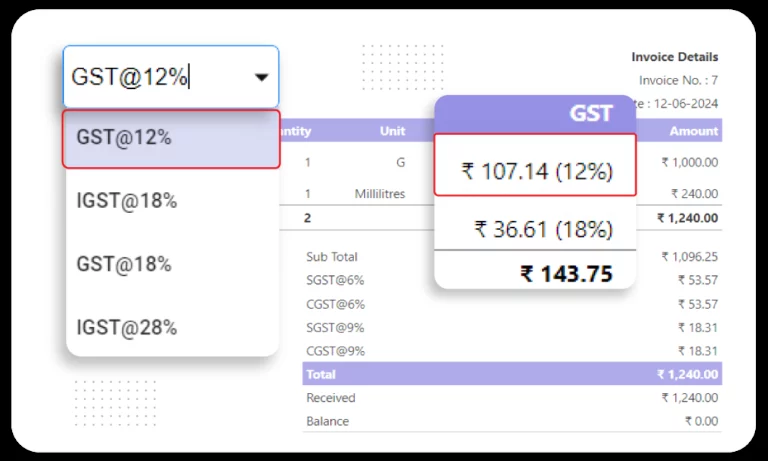 GST@12%
GST@12%
IGST@18%
GST@18%
IGST@28%
Invoice Details
Invoice No. : 7
: 12-06-2024
Unit Amount
1 G ₹ 1,000.00
1 Millilitres ₹ 240.00
2 ₹ 1,240.00
GST
₹ 107.14 (12%)
₹ 36.61 (18%)
₹ 143.75
Sub Total ₹ 1,096.25
SGST@6% ₹ 53.57
CGST@6% ₹ 53.57
SGST@9% ₹ 18.31
CGST@9% ₹ 18.31
Total ₹ 1,240.00
Received ₹ 1,240.00
Balance ₹ 0.00